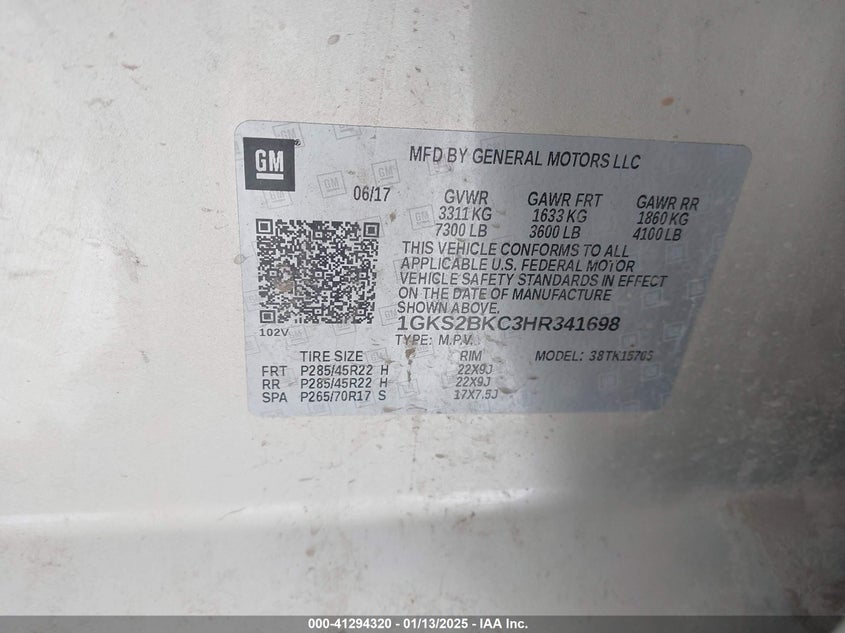 GM
MFD BY GENERAL MOTORS LLC
06/17
GVWR GAWR FRT GAWR RR
3311 KG 1633 KG 1860 KG
7300 LB 3600 LB 4100 LB
THIS VEHICLE CONFORMS TO ALL
APPLICABLE U.S. FEDERAL MOTOR
VEHICLE SAFETY STANDARDS IN EFFECT
ON THE DATE OF MANUFACTURE
SHOWN ABOVE.
102V
1GKS2BKC3HR341698
TYPE: M.P.V. MODEL:
TIRE SIZE RIM
FRT P285/45R22 H 22X9J
RR P285/45R22 H 22X9J
SPA P265/70R17 S 17X7.5J
000-41294320 - 01/13/2025 - IAA Inc.